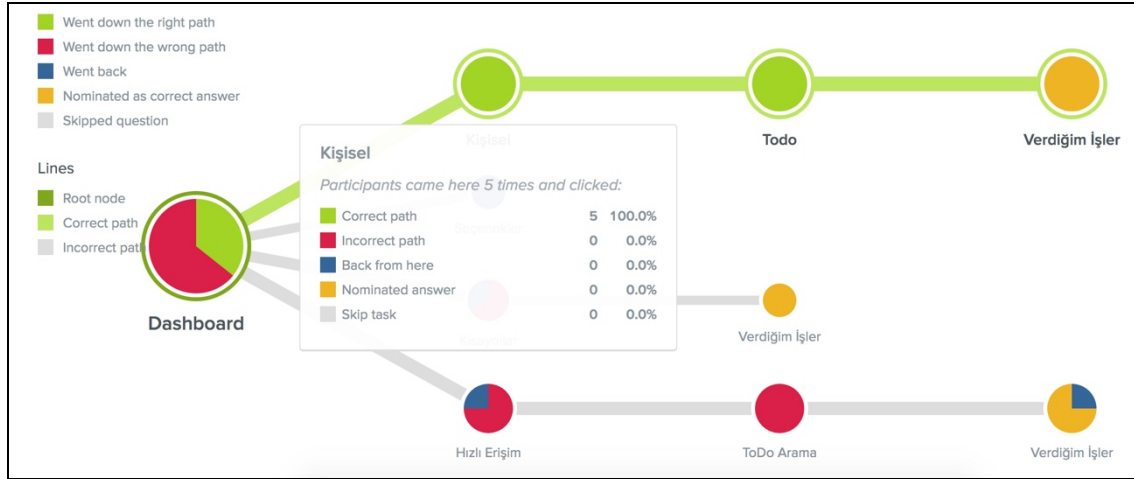 Went down the right path
Went down the wrong path
Went back
Nominated as correct answer
Skipped question
Lines
Root node
Correct path
Incorrect path
Dashboard
Kişisel
Todo
Verdiğim İşler
Kişisel
Participants came here 5 times and clicked:
Correct path 5 100.0%
Incorrect path 0 0.0%
Back from here 0 0.0%
Nominated answer 0 0.0%
Skip task 0 0.0%
Verdiğim İşler
Hızlı Erişim
ToDo Arama
Verdiğim İşler